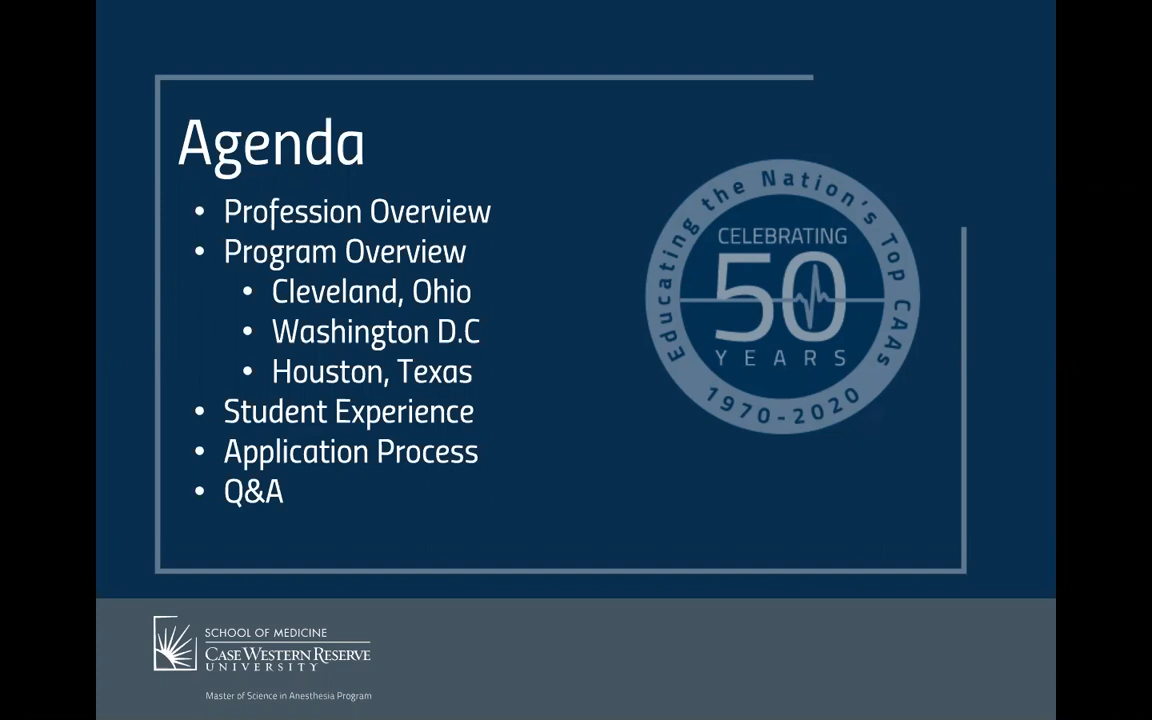 Agenda
• Profession Overview
• Program Overview
• Cleveland, Ohio
• Washington D.C
• Houston, Texas
• Student Experience
• Application Process
• Q&A
Educating the Nation's Top CAAs
CELEBRATING
50
YEARS
1970-2020
SCHOOL OF MEDICINE
CASE WESTERN RESERVE
UNIVERSITY
Master of Science in Anesthesia Program